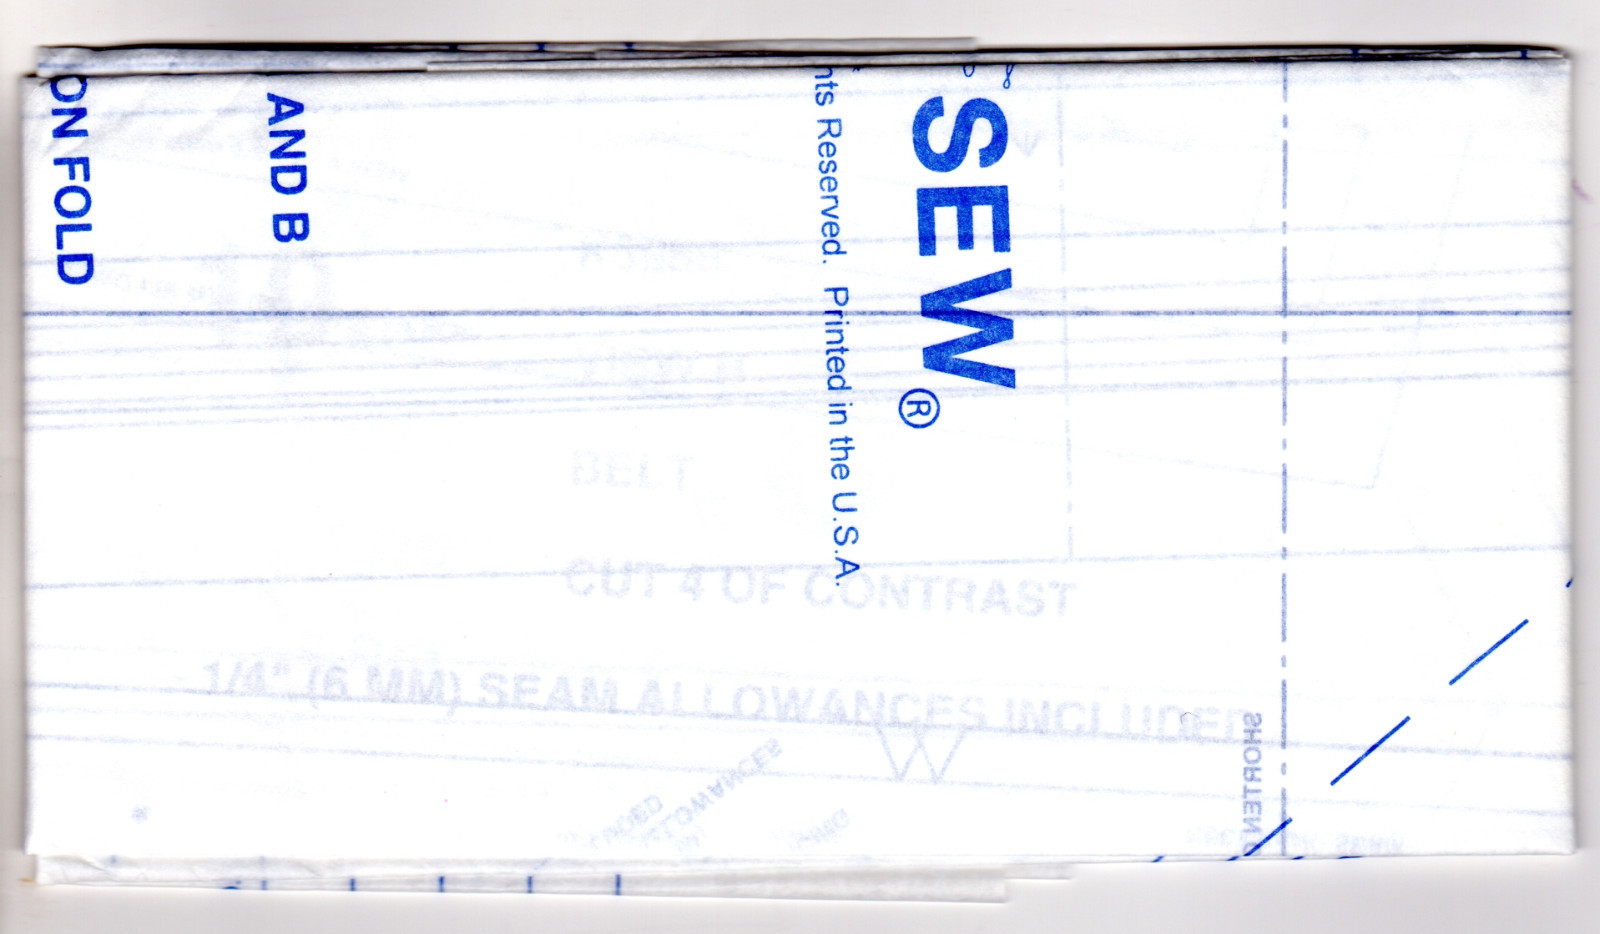 ON FOLD
AND B
SEW®
nts Reserved. Printed in the U.S.A.
BELT
CUT 4 OF CONTRAST
1/4" (6 MM) SEAM ALLOWANCES INCLUDED
ALLOWANCES
SHORTEN